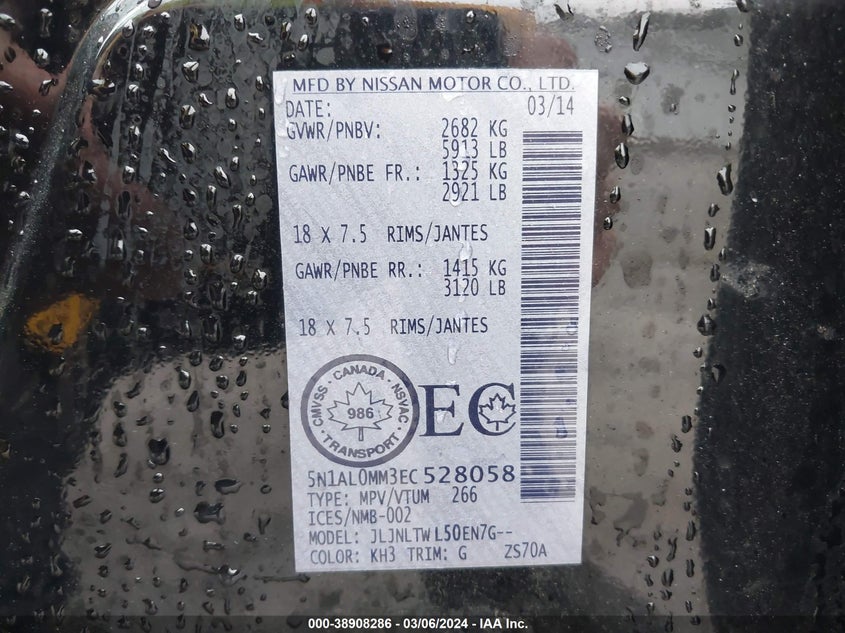 MFD BY NISSAN MOTOR CO., LTD.
DATE: 03/14
GVWR/PNBV: 2682 KG
5913 LB
GAWR/PNBE FR.: 1325 KG
2921 LB
18 X 7.5 RIMS/JANTES
GAWR/PNBE RR.: 1415 KG
3120 LB
18 X 7.5 RIMS/JANTES
CMVSS · CANADA · NSVAC · TRANSPORT ·
986
EC
5N1AL0MM3EC528058
TYPE: MPV/VTUM 266
ICES/NMB-002
MODEL: JLJNLTWL50EN7G--
COLOR: KH3 TRIM: G ZS70A
000-38908286 - 03/06/2024 - IAA Inc.